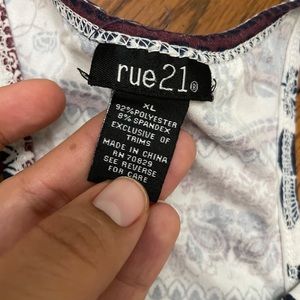 rue21®
XL
92%POLYESTER
8%SPANDEX
EXCLUSIVE OF
TRIMS
MADE IN CHINA
RN 70829
SEE REVERSE
FOR CARE